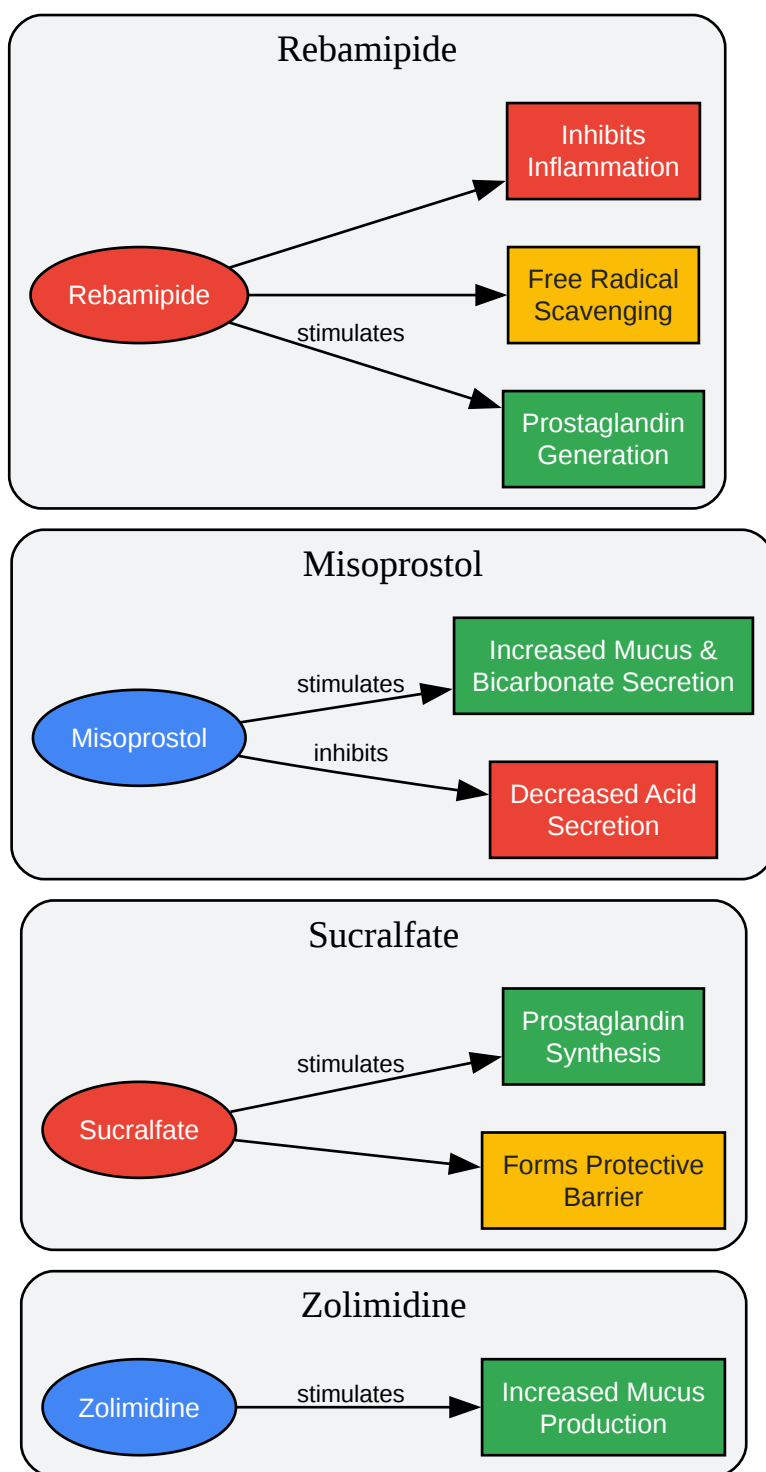 Rebamipide
Inhibits
Inflammation
Rebamipide
Free Radical
Scavenging
stimulates
Prostaglandin
Generation
Misoprostol
Increased Mucus &
Bicarbonate Secretion
stimulates
Misoprostol
inhibits
Decreased Acid
Secretion
Sucralfate
Prostaglandin
Synthesis
stimulates
Sucralfate
Forms Protective
Barrier
Zolimidine
Zolimidine
stimulates
Increased Mucus
Production